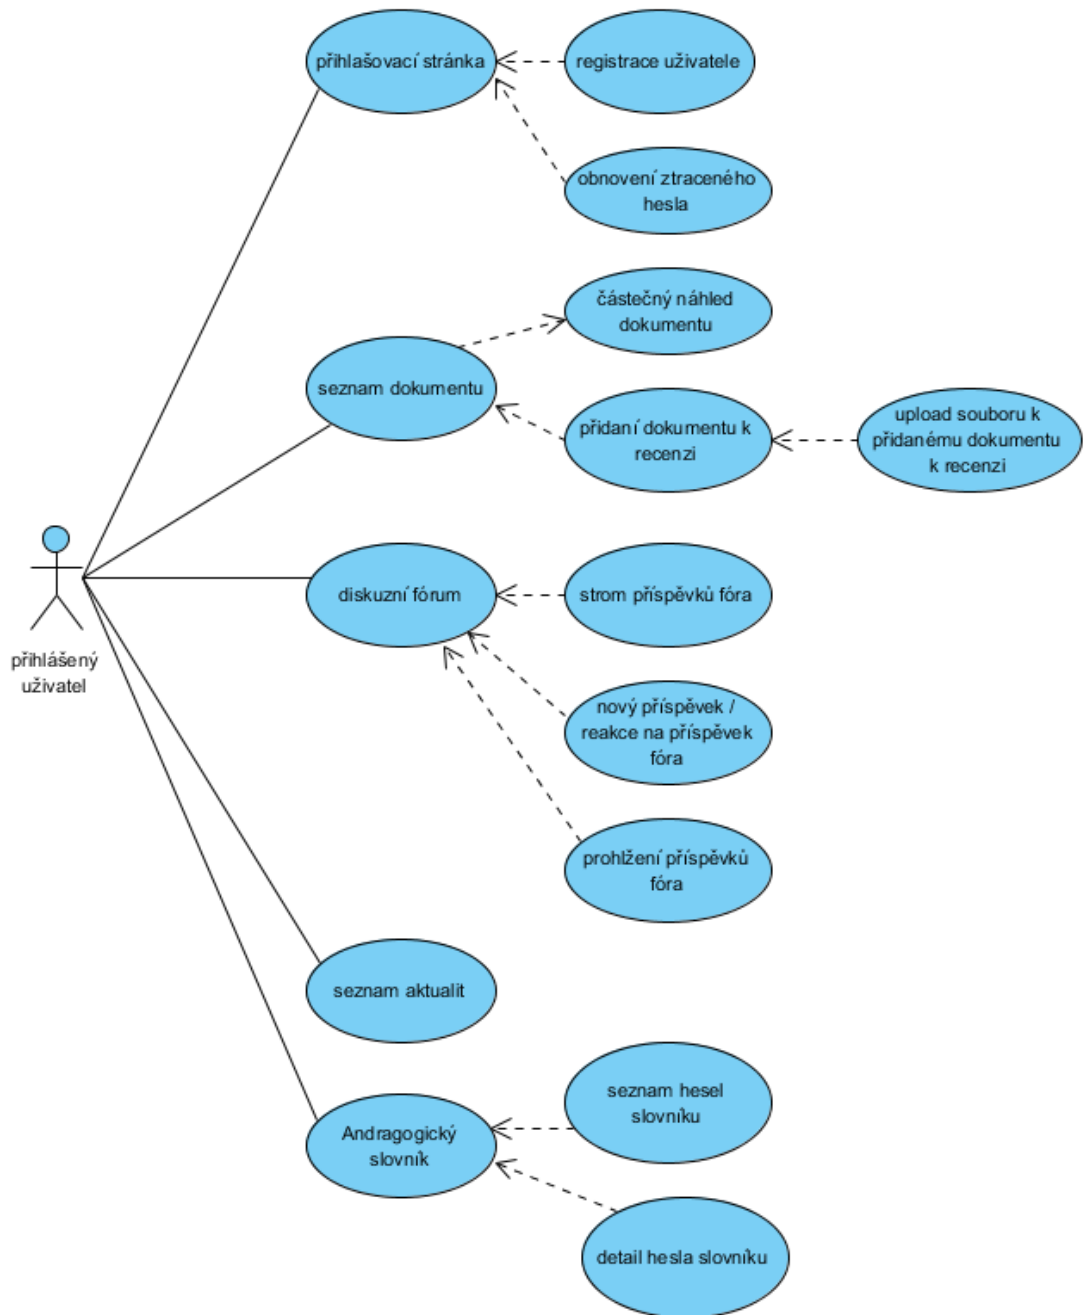 přihlašovací stránka
registrace uživatele
obnovení ztraceného
hesla
částečný náhled
dokumentu
seznam dokumentu
přidaní dokumentu k
recenzi
upload souboru k
přidanému dokumentu
k recenzi
diskuzní fórum
strom příspěvků fóra
přihlášený
uživatel
nový příspěvek /
reakce na příspěvek
fóra
prohlžení příspěvků
fóra
seznam aktualit
seznam hesel
slovníku
Andragogický
slovník
detail hesla slovníku